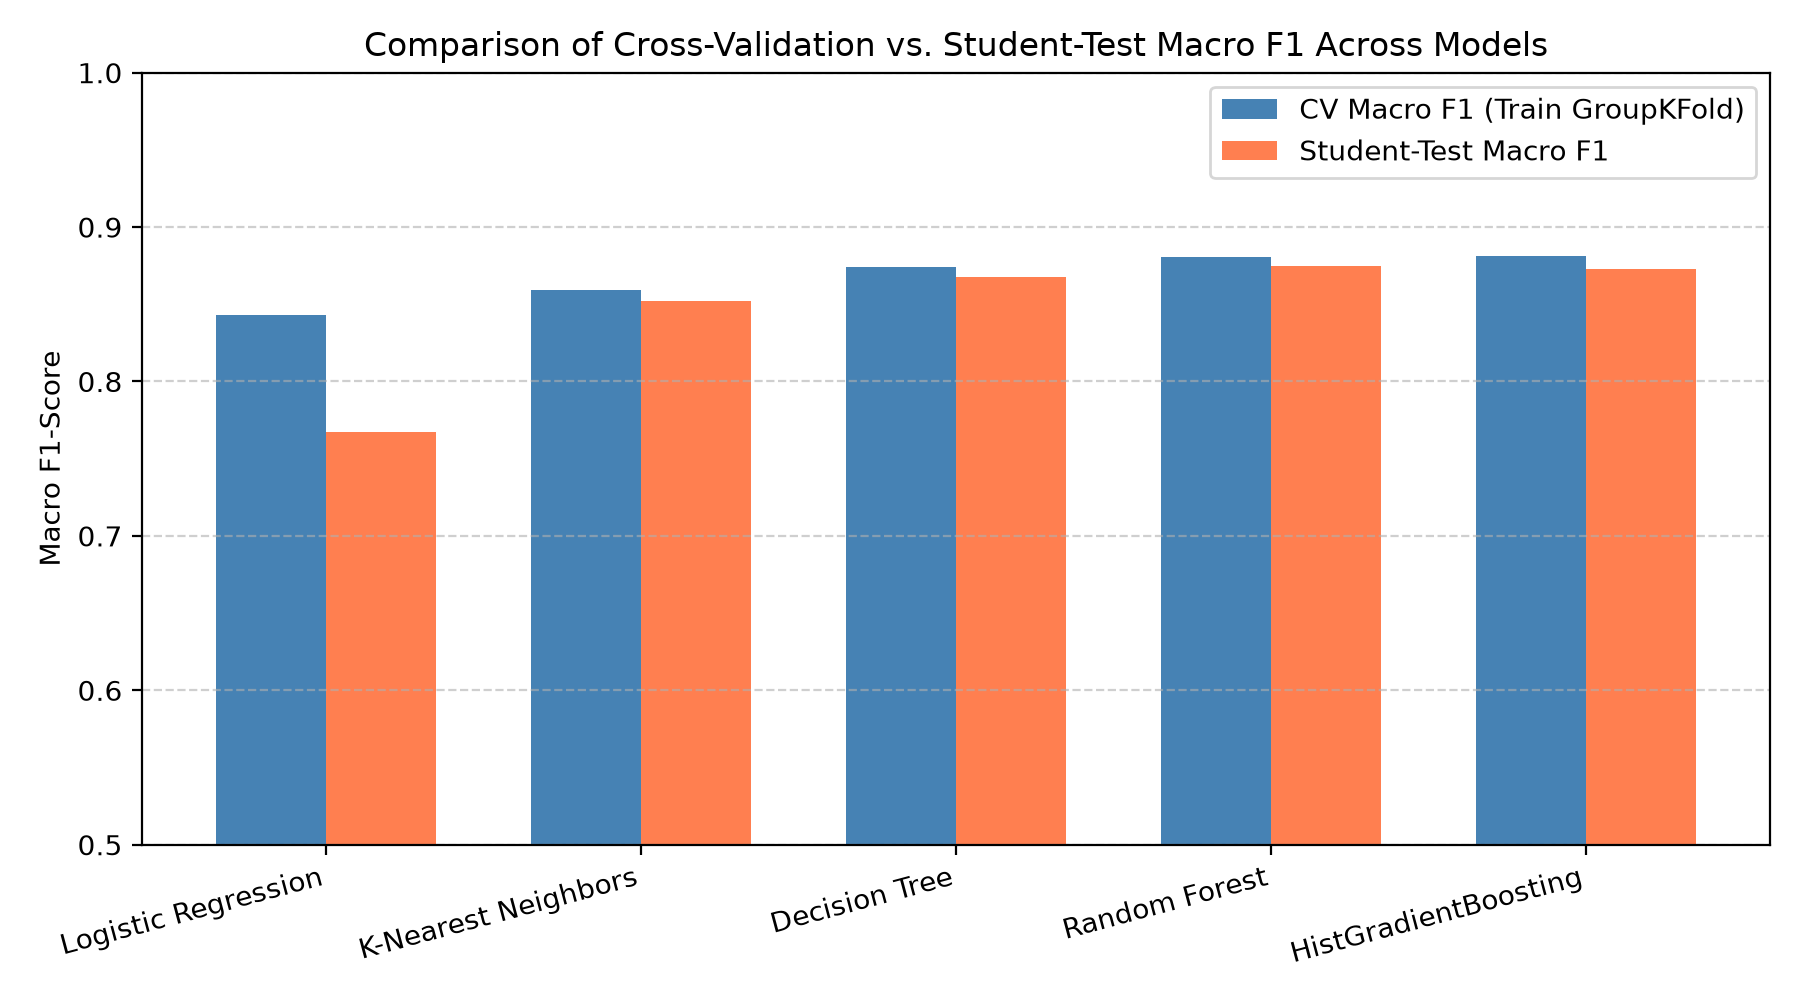 Comparison of Cross-Validation vs. Student-Test Macro F1 Across Models
CV Macro F1 (Train GroupKFold)
Student-Test Macro F1
Macro F1-Score
1.0
0.9
0.8
0.7
0.6
0.5
Logistic Regression
K-Nearest Neighbors
Decision Tree
Random Forest
HistGradientBoosting